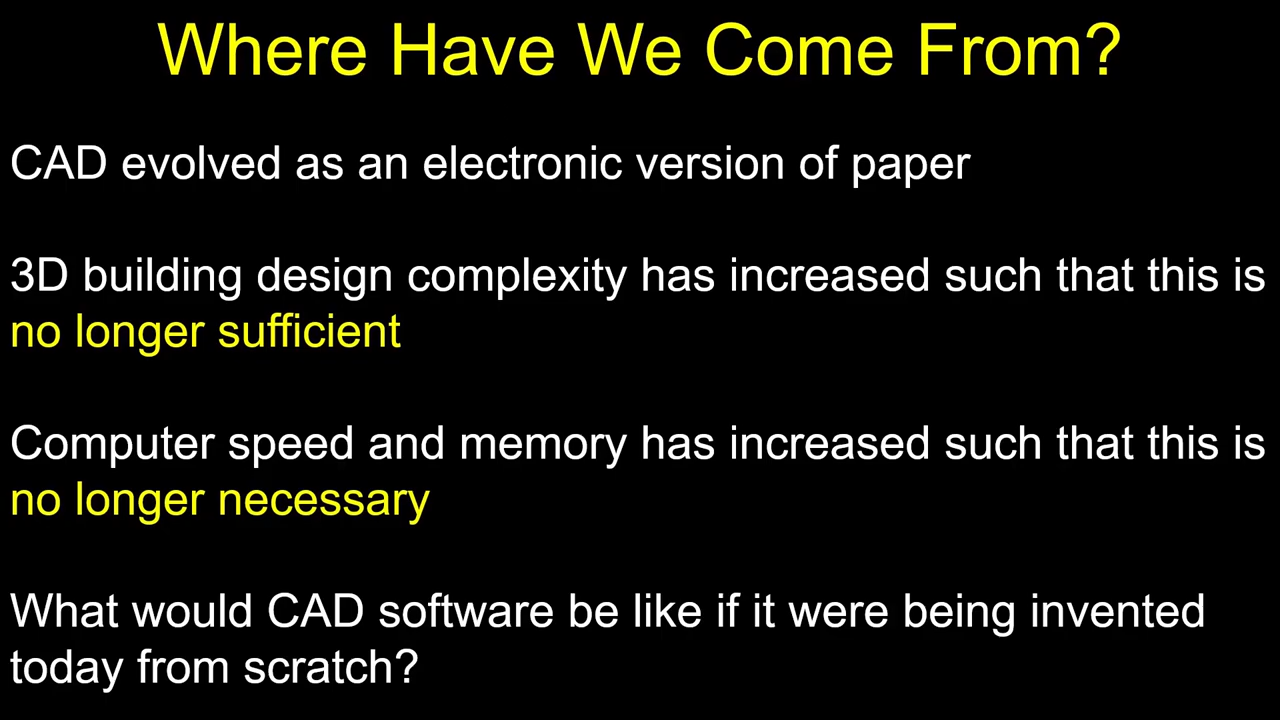 Where Have We Come From?
CAD evolved as an electronic version of paper
3D building design complexity has increased such that this is
no longer sufficient
Computer speed and memory has increased such that this is
no longer necessary
What would CAD software be like if it were being invented
today from scratch?